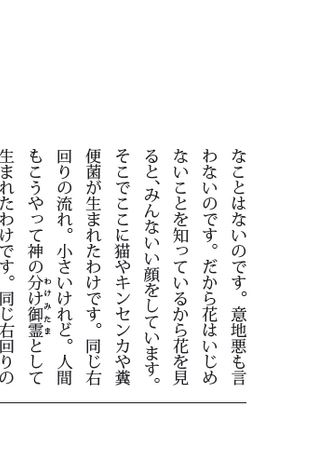 なことはないのです。意地悪も言
わないのです。だから花はいじめ
ないことを知っているから花を見
ると、みんないい顔をしています。
そこでここに猫やキンセンカや糞
便菌が生まれたわけです。同じ右
回りの流れ。小さいけれど。人間
もこうやって神の分け御霊として
生まれたわけです。同じ右回りの
わけみたま